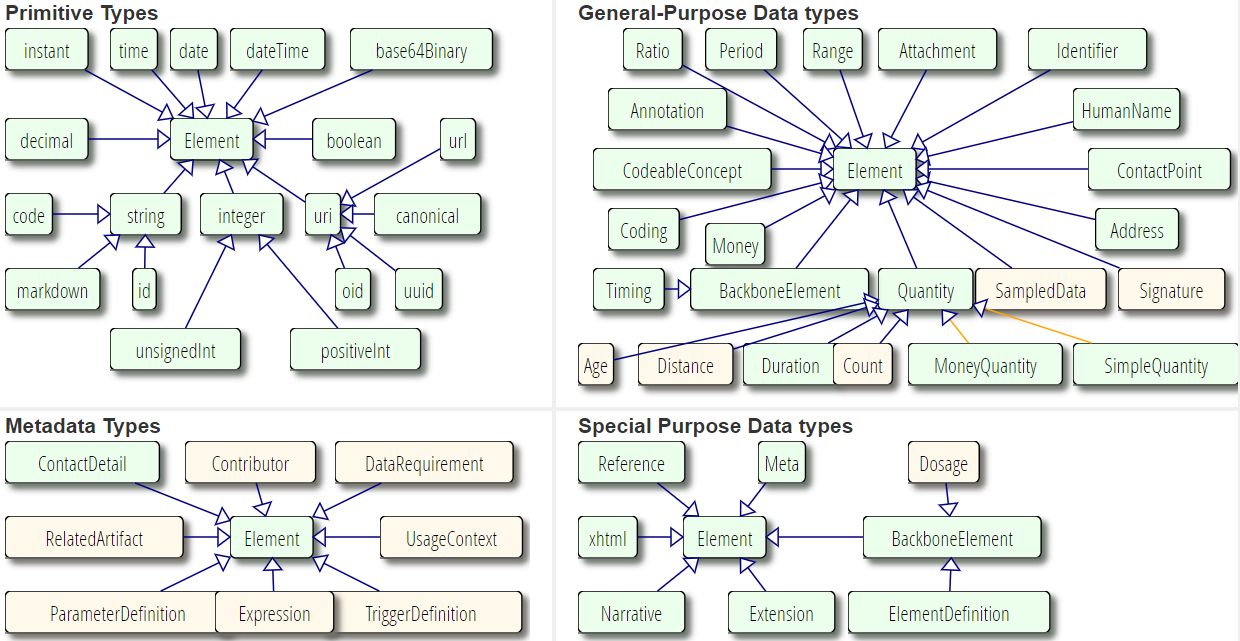 Primitive Types
instant time date dateTime base64Binary
decimal Element boolean url
code string integer uri canonical
markdown id oid uuid
unsignedInt positiveInt
General-Purpose Data types
Ratio Period Range Attachment Identifier
Annotation HumanName
CodeableConcept Element ContactPoint
Coding Money Address
Timing BackboneElement Quantity SampledData Signature
Age Distance Duration Count MoneyQuantity SimpleQuantity
Metadata Types
ContactDetail Contributor DataRequirement
RelatedArtifact Element UsageContext
ParameterDefinition Expression TriggerDefinition
Special Purpose Data types
Reference Meta Dosage
xhtml Element BackboneElement
Narrative Extension ElementDefinition